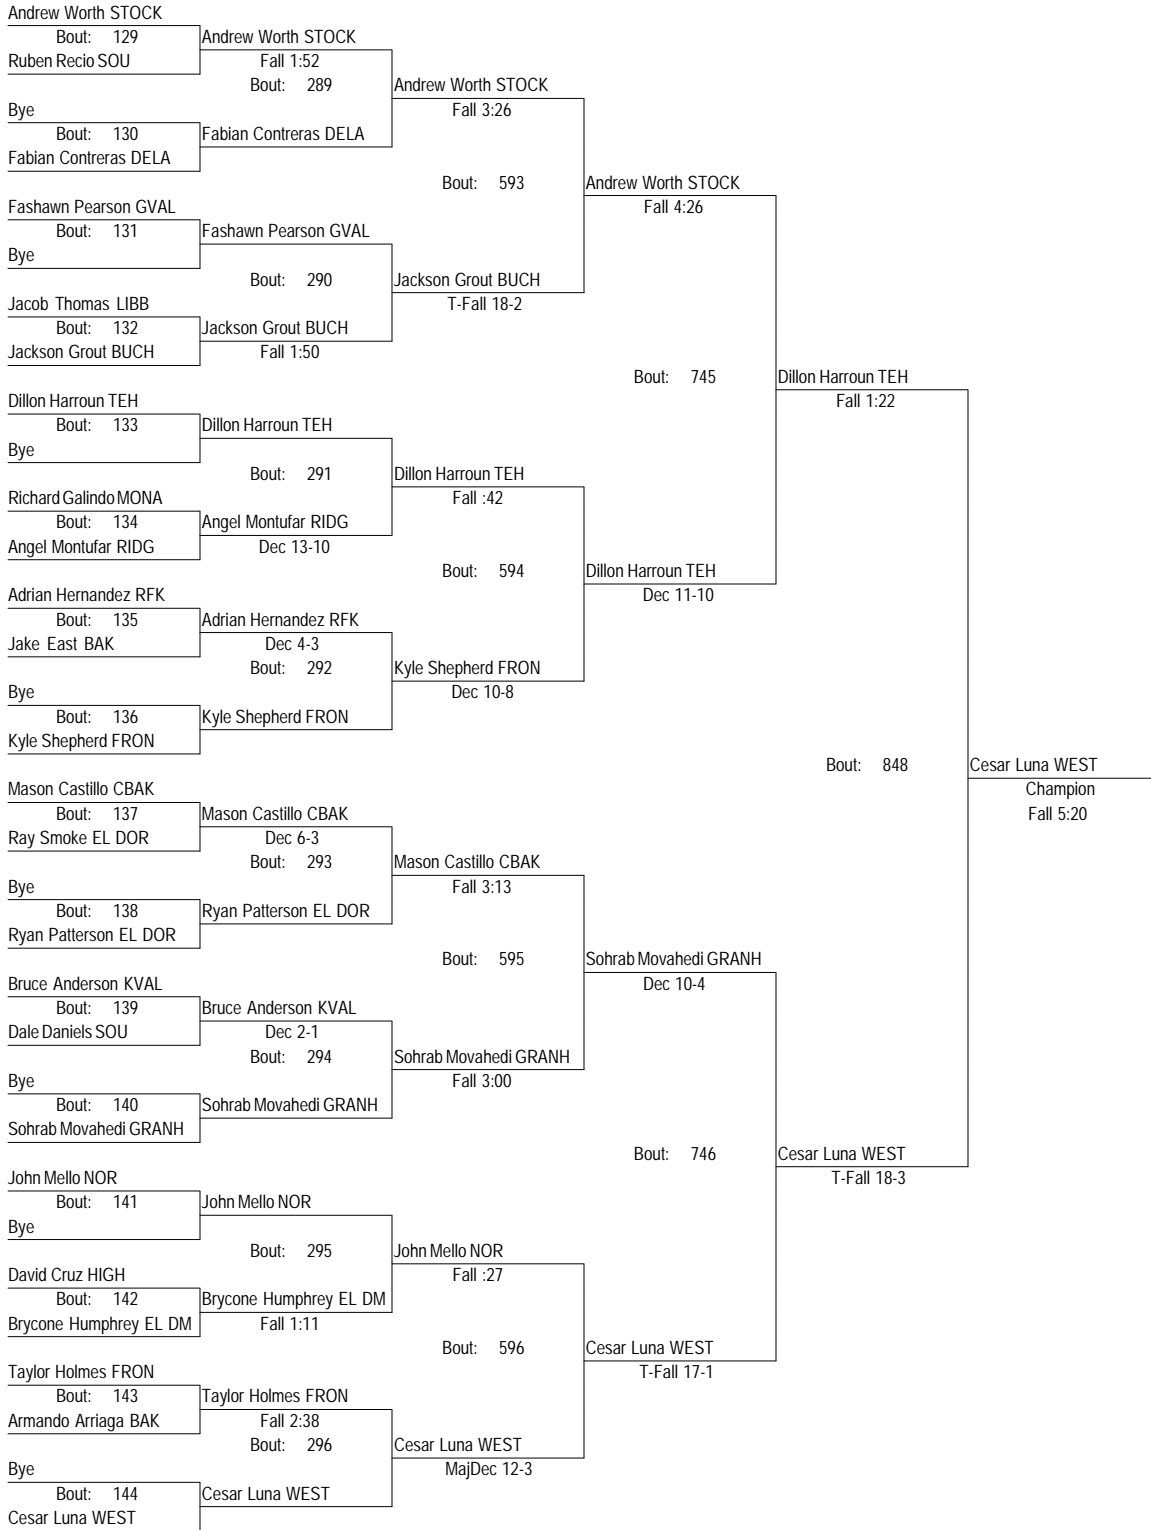 Andrew Worth STOCK
Bout: 129 Andrew Worth STOCK
Ruben Recio SOU Fall 1:52
Bout: 289 Andrew Worth STOCK
Bye Fall 3:26
Bout: 130 Fabian Contreras DELA
Fabian Contreras DELA
Bout: 593 Andrew Worth STOCK
Fashawn Pearson GVAL Fall 4:26
Bout: 131 Fashawn Pearson GVAL
Bye
Bout: 290 Jackson Grout BUCH
Jacob Thomas LIBB T-Fall 18-2
Bout: 132 Jackson Grout BUCH
Jackson Grout BUCH Fall 1:50
Bout: 745 Dillon Harroun TEH
Dillon Harroun TEH Fall 1:22
Bout: 133 Dillon Harroun TEH
Bye
Bout: 291 Dillon Harroun TEH
Richard Galindo MONA Fall :42
Bout: 134 Angel Montufar RIDG
Angel Montufar RIDG Dec 13-10
Bout: 594 Dillon Harroun TEH
Adrian Hernandez RFK Dec 11-10
Bout: 135 Adrian Hernandez RFK
Jake East BAK Dec 4-3
Bout: 292 Kyle Shepherd FRON
Bye Dec 10-8
Bout: 136 Kyle Shepherd FRON
Kyle Shepherd FRON
Bout: 848 Cesar Luna WEST
Mason Castillo CBAK Champion
Bout: 137 Mason Castillo CBAK Fall 5:20
Ray Smoke EL DOR Dec 6-3
Bout: 293 Mason Castillo CBAK
Bye Fall 3:13
Bout: 138 Ryan Patterson EL DOR
Ryan Patterson EL DOR
Bout: 595 Sohrab Movahedi GRANH
Bruce Anderson KVAL Dec 10-4
Bout: 139 Bruce Anderson KVAL
Dale Daniels SOU Dec 2-1
Bout: 294 Sohrab Movahedi GRANH
Bye Fall 3:00
Bout: 140 Sohrab Movahedi GRANH
Sohrab Movahedi GRANH
Bout: 746 Cesar Luna WEST
John Mello NOR T-Fall 18-3
Bout: 141 John Mello NOR
Bye
Bout: 295 John Mello NOR
David Cruz HIGH Fall :27
Bout: 142 Brycone Humphrey EL DM
Brycone Humphrey EL DM Fall 1:11
Bout: 596 Cesar Luna WEST
Taylor Holmes FRON T-Fall 17-1
Bout: 143 Taylor Holmes FRON
Armando Arriaga BAK Fall 2:38
Bout: 296 Cesar Luna WEST
Bye MajDec 12-3
Bout: 144 Cesar Luna WEST
Cesar Luna WEST